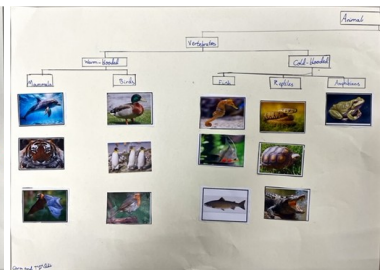 Animal
Vertebrates
Warm-blooded
Cold-blooded
Mammals
Birds
Fish
Reptiles
Amphibians